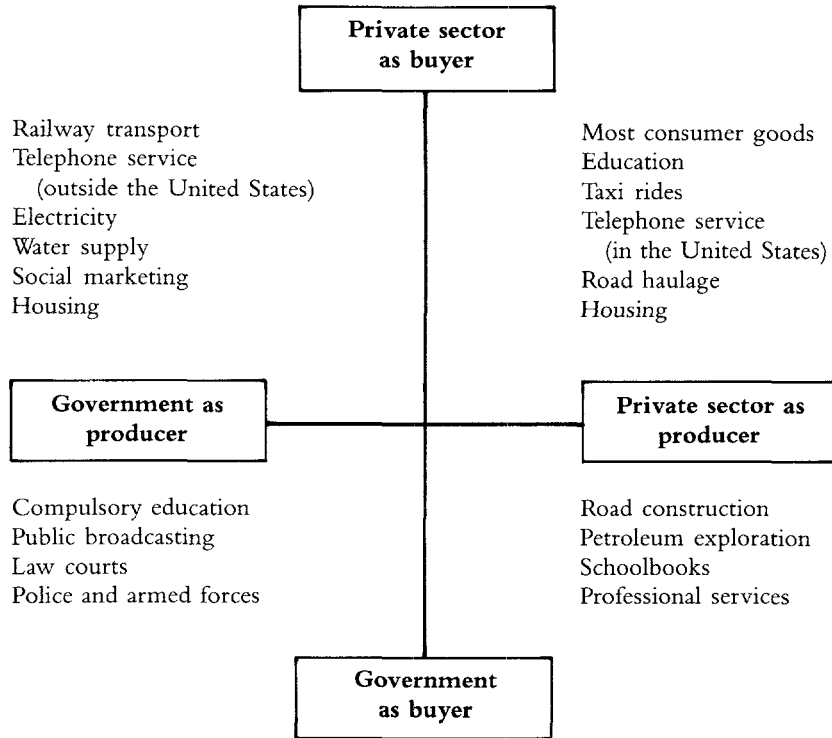 Private sector
as buyer
Railway transport
Telephone service
(outside the United States)
Electricity
Water supply
Social marketing
Housing
Most consumer goods
Education
Taxi rides
Telephone service
(in the United States)
Road haulage
Housing
Government as
producer
Private sector as
producer
Compulsory education
Public broadcasting
Law courts
Police and armed forces
Road construction
Petroleum exploration
Schoolbooks
Professional services
Government
as buyer